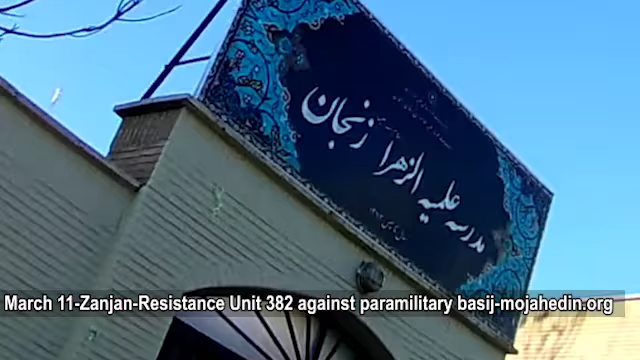 مدرسه علمیه الزهرا زنجان
March 11-Zanjan-Resistance Unit 382 against paramilitary basij-mojahedin.org